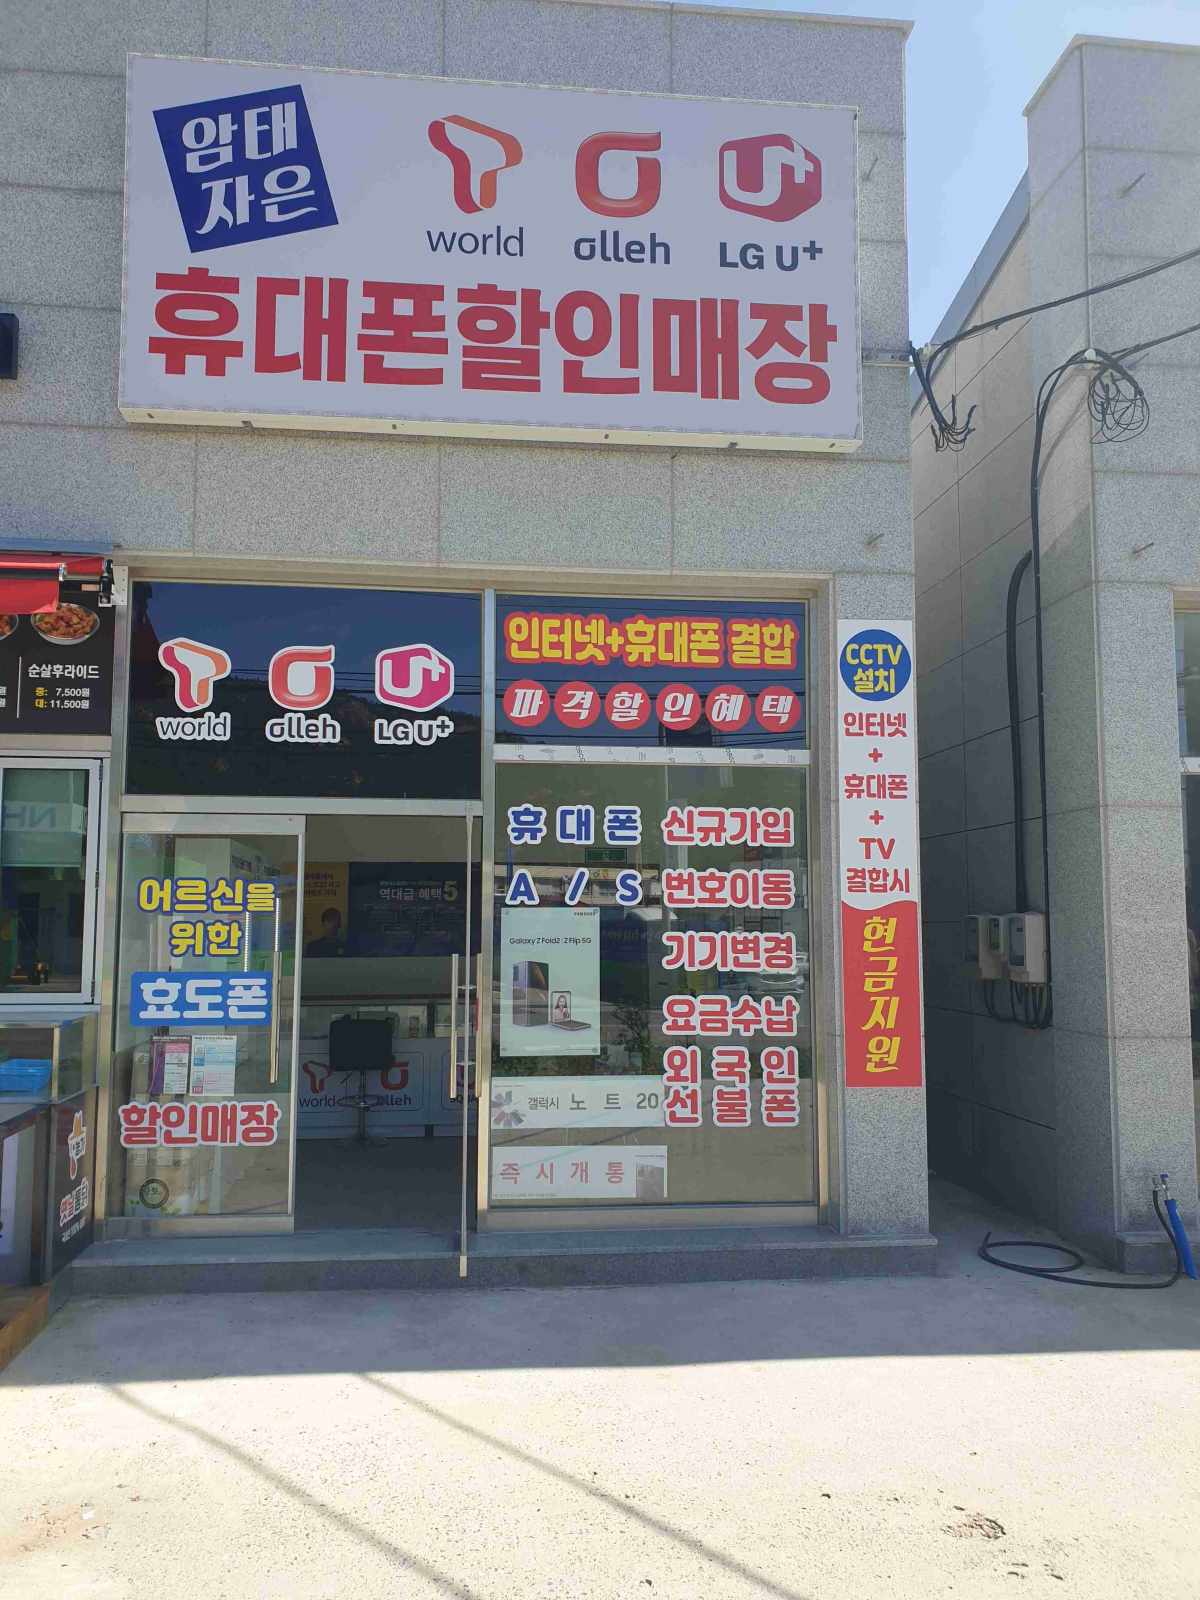 암태
자은
world
olleh
LG U+
휴대폰할인매장
순살후라이드
중: 7,500원
대: 11,500원
world
olleh
LG U+
인터넷+휴대폰 결합
파격할인혜택
CCTV
설치
인터넷
+
휴대폰
+
TV
결합시
현금지원
휴대폰
A/S
신규가입
번호이동
기기변경
요금수납
외국인
선불폰
어르신을
위한
효도폰
할인매장
역대급 혜택5
SAMSUNG
Galaxy Z Fold2 | Z Flip 5G
갤럭시 노트 20
즉시개통
world
olleh
NH